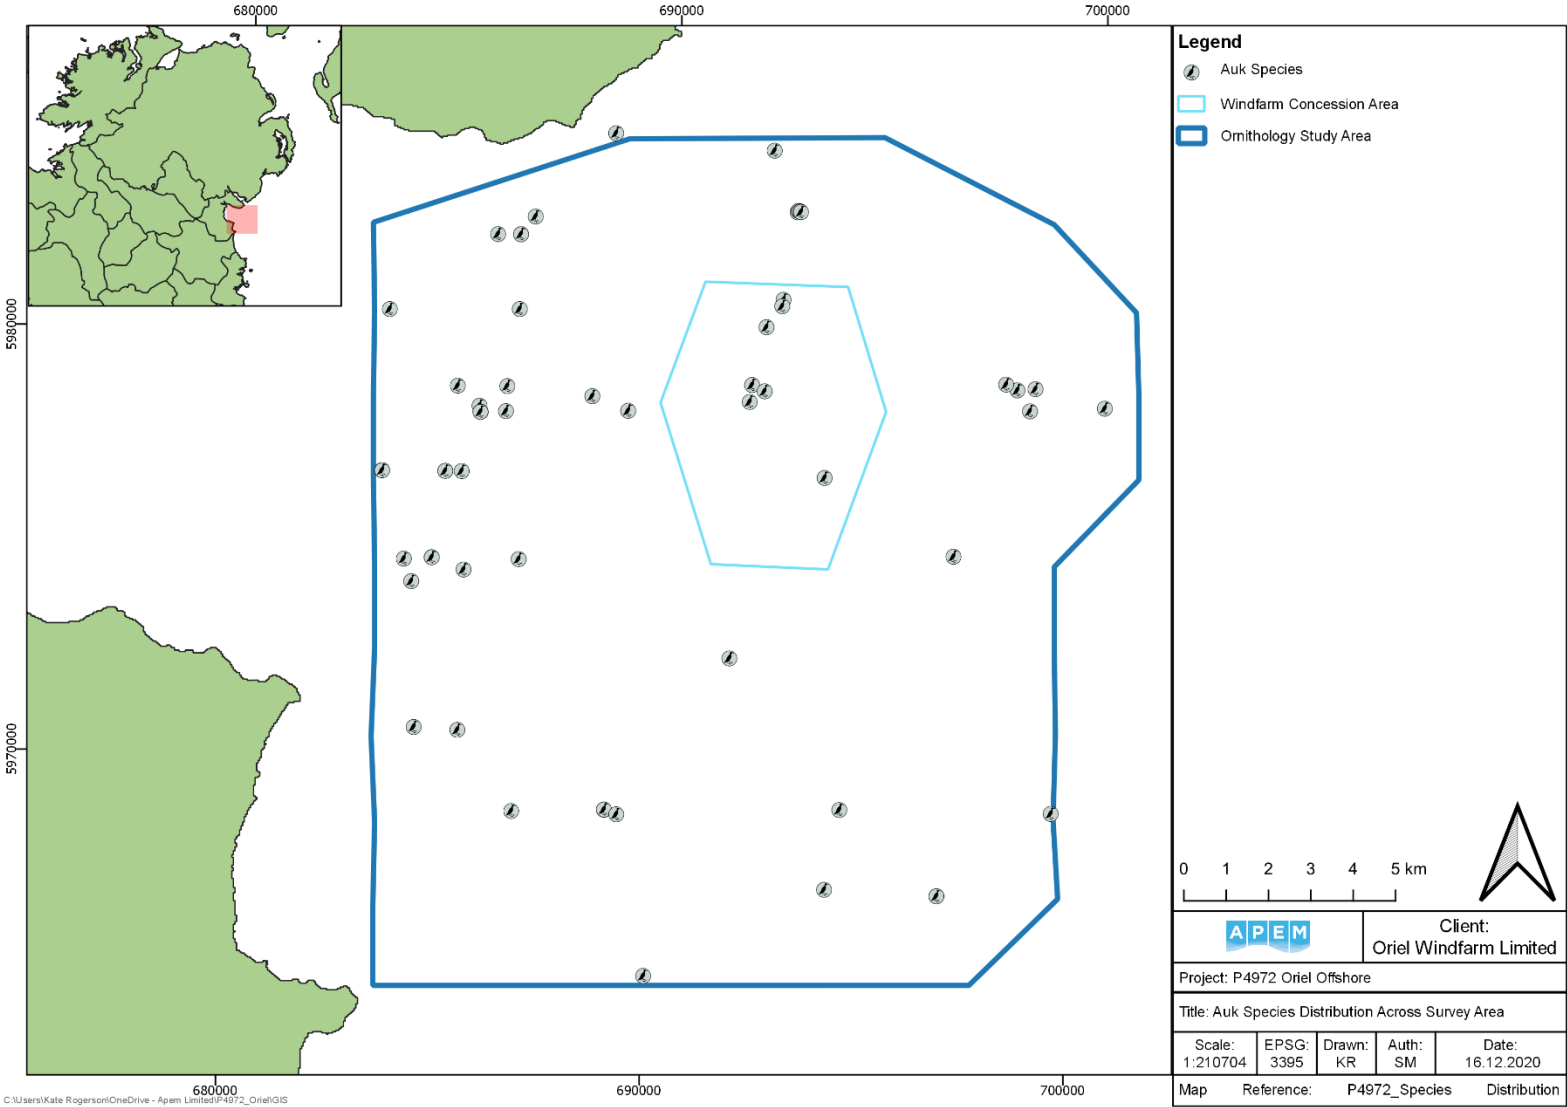 680000
690000
700000
5980000
5970000
680000
690000
700000
Legend
Auk Species
Windfarm Concession Area
Ornithology Study Area
0 1 2 3 4 5 km
APEM
Client:
Oriel Windfarm Limited
Project: P4972 Oriel Offshore
Title: Auk Species Distribution Across Survey Area
Scale: EPSG: Drawn: Auth: Date:
1:210704 3395 KR SM 16.12.2020
Map Reference: P4972_Species Distribution
C:\Users\Kate Rogerson\OneDrive - Apem Limited\P4972_Oriel\GIS